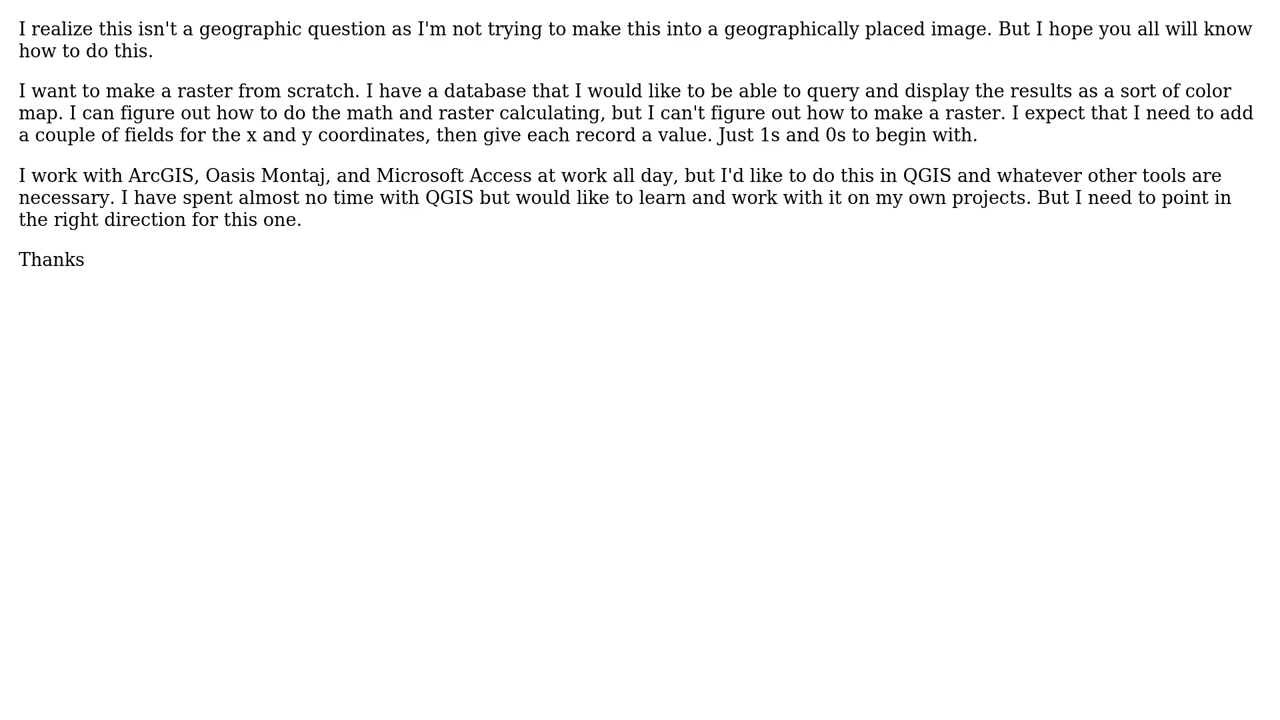 I realize this isn't a geographic question as I'm not trying to make this into a geographically placed image. But I hope you all will know
how to do this.
I want to make a raster from scratch. I have a database that I would like to be able to query and display the results as a sort of color
map. I can figure out how to do the math and raster calculating, but I can't figure out how to make a raster. I expect that I need to add
a couple of fields for the x and y coordinates, then give each record a value. Just 1s and 0s to begin with.
I work with ArcGIS, Oasis Montaj, and Microsoft Access at work all day, but I'd like to do this in QGIS and whatever other tools are
necessary. I have spent almost no time with QGIS but would like to learn and work with it on my own projects. But I need to point in
the right direction for this one.
Thanks